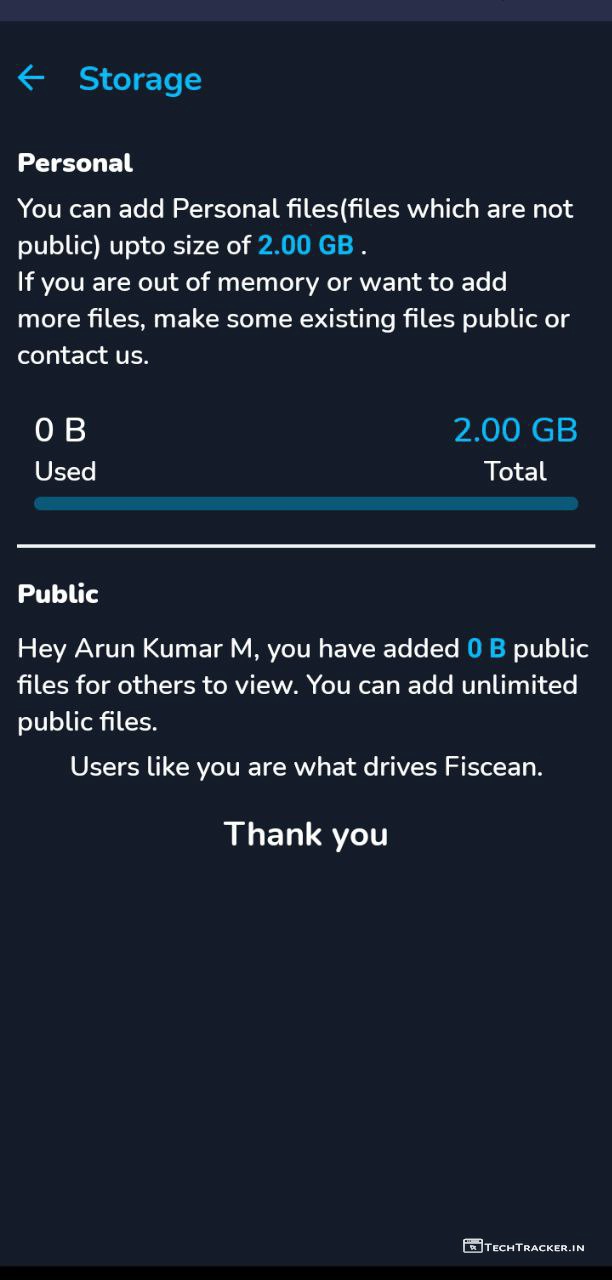 Storage
Personal
You can add Personal files(files which are not
public) upto size of 2.00 GB .
If you are out of memory or want to add
more files, make some existing files public or
contact us.
0 B 2.00 GB
Used Total
Public
Hey Arun Kumar M, you have added 0 B public
files for others to view. You can add unlimited
public files.
Users like you are what drives Fiscean.
Thank you
TECHTRACKER.IN